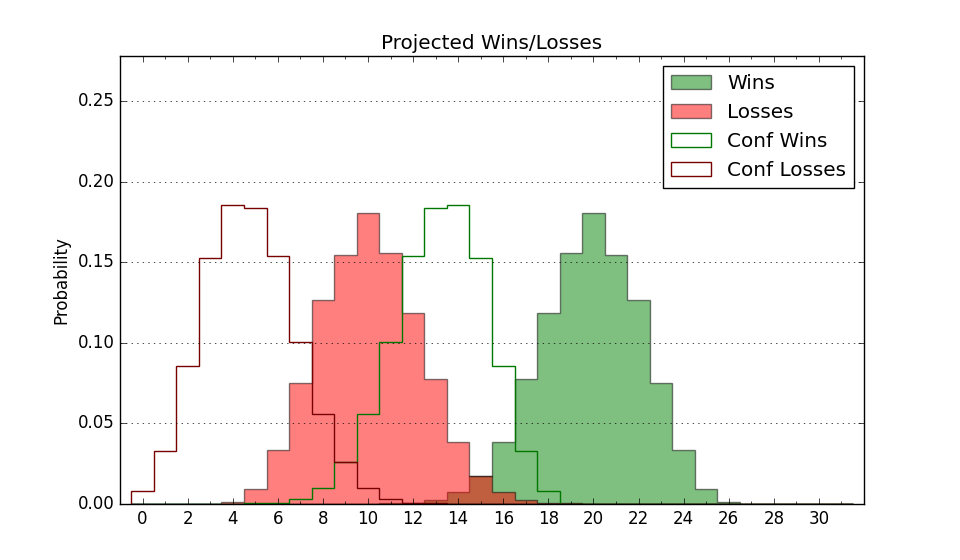 Projected Wins/Losses
Wins
Losses
Conf Wins
Conf Losses
Probability
0.25
0.20
0.15
0.10
0.05
0.00
0 2 4 6 8 10 12 14 16 18 20 22 24 26 28 30